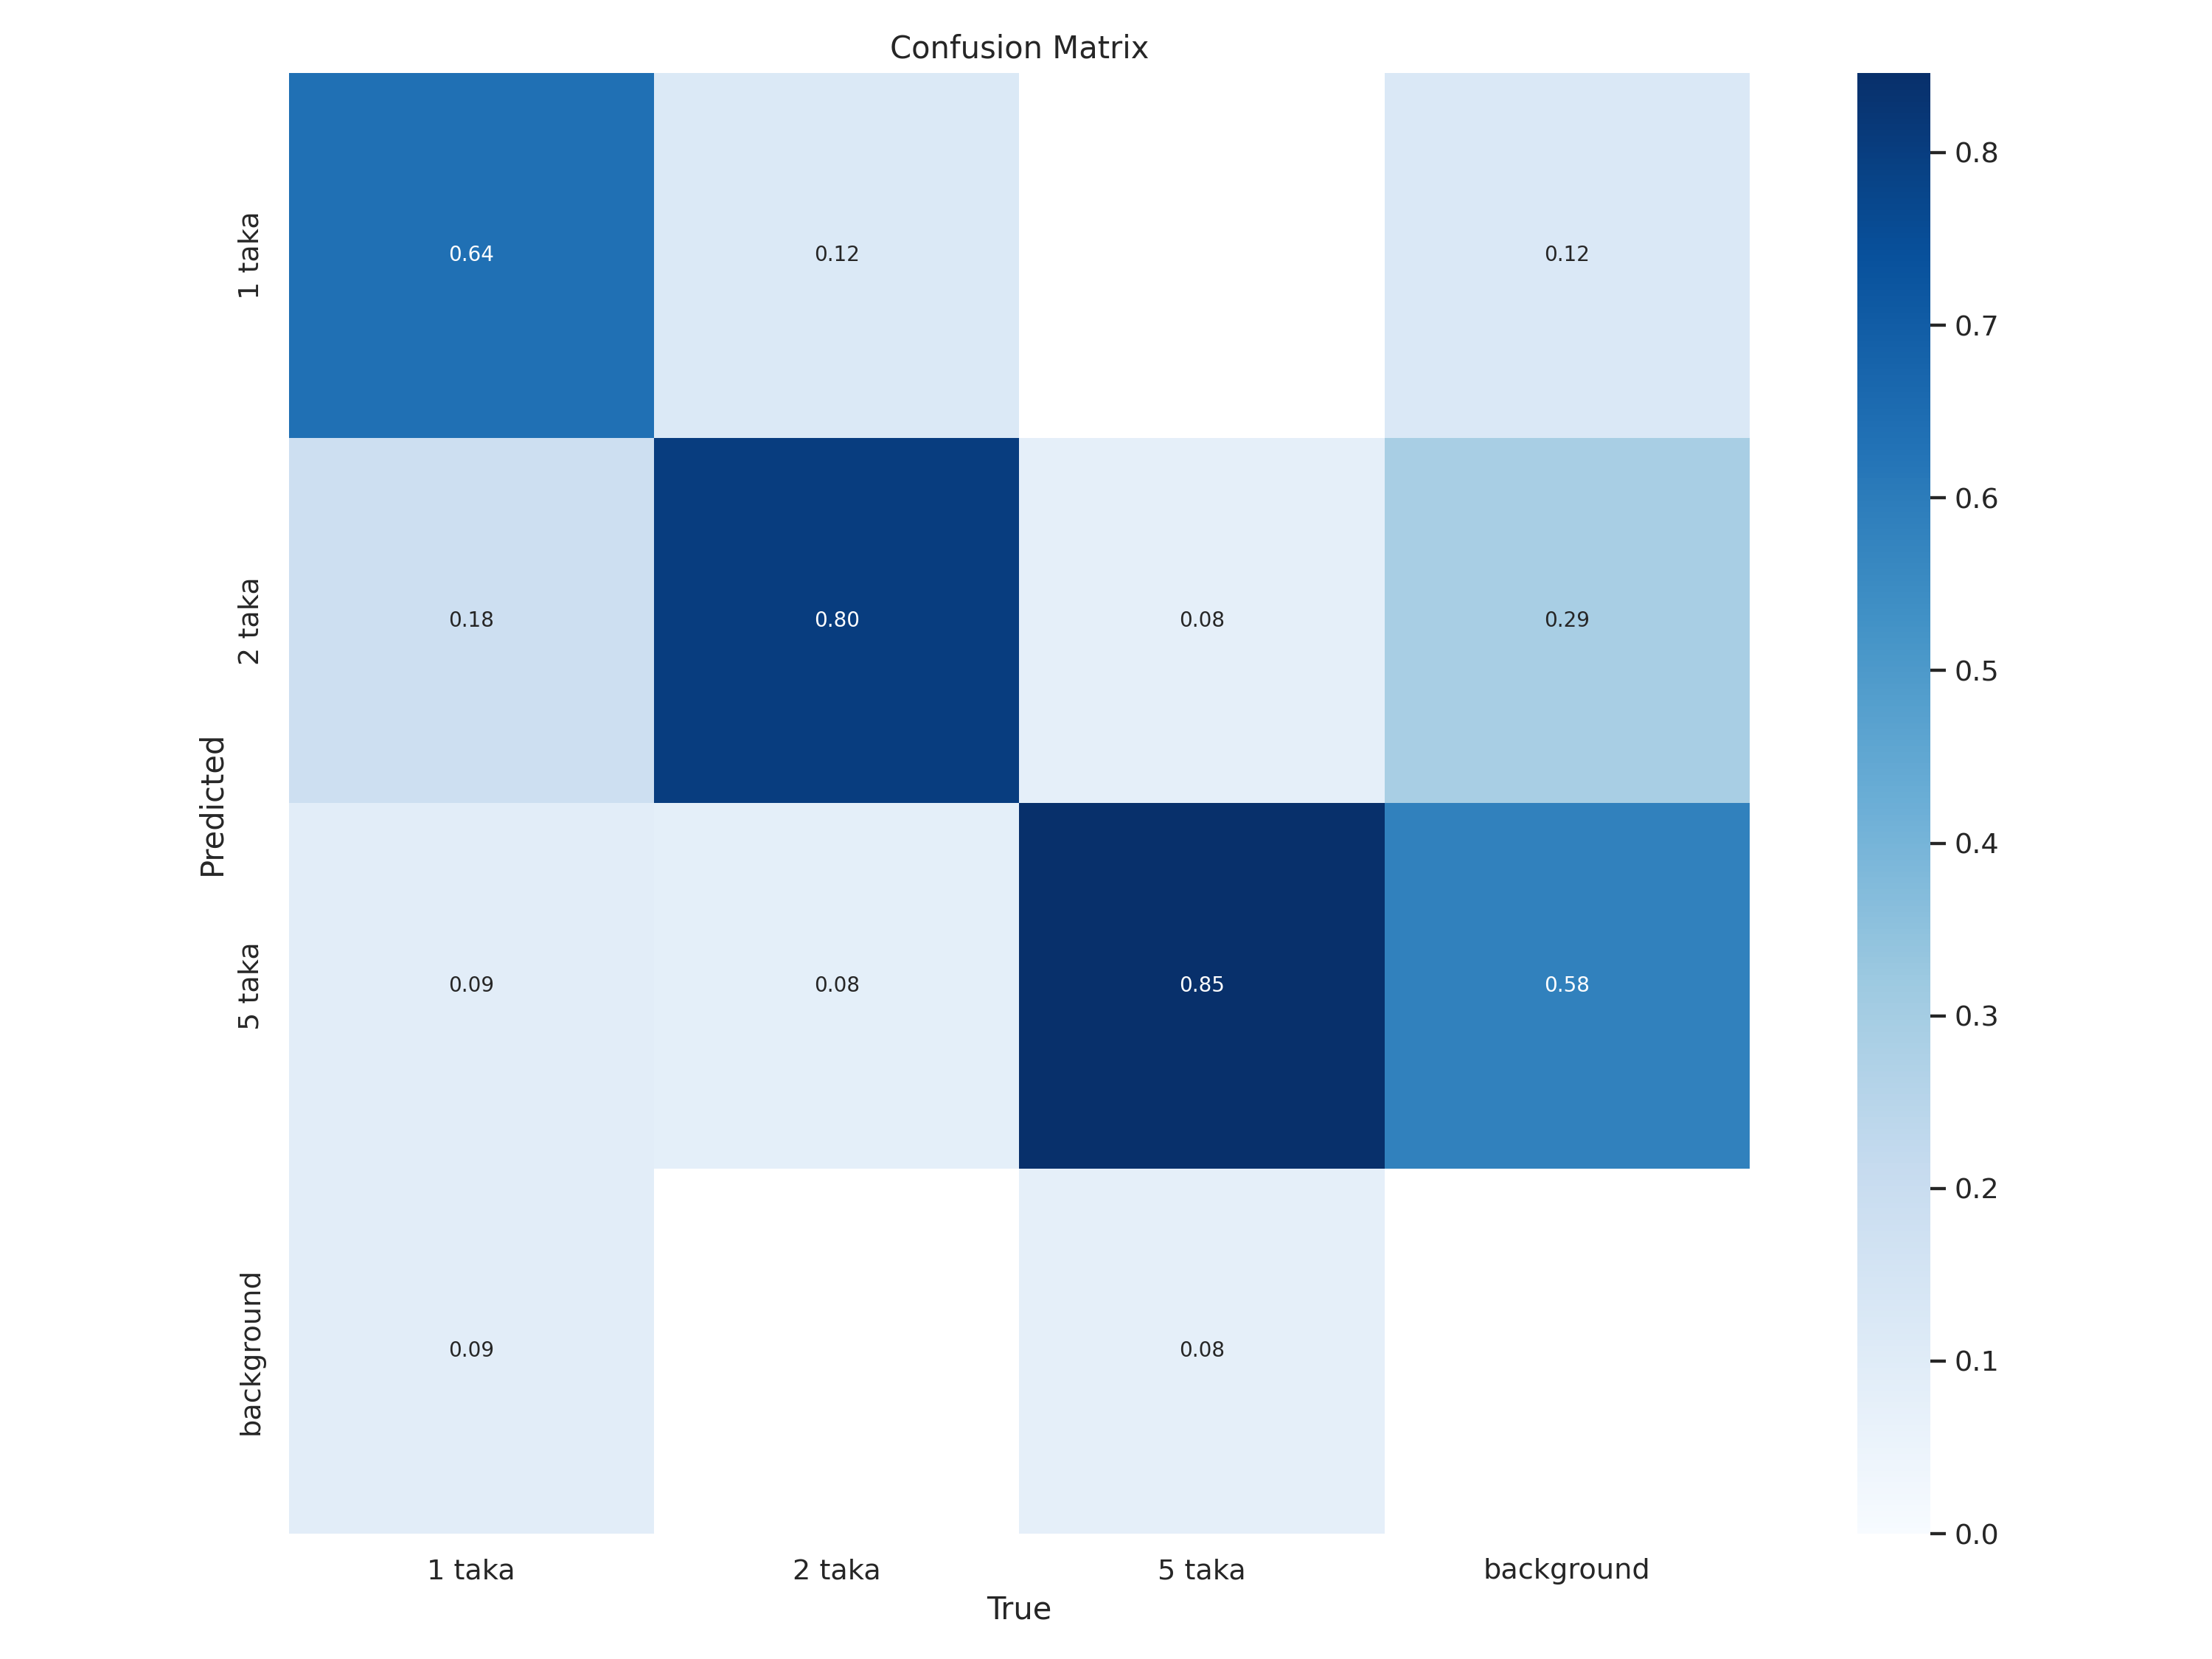 Confusion Matrix
1 taka
0.64
0.12
0.12
2 taka
0.18
0.80
0.08
0.29
5 taka
0.09
0.08
0.85
0.58
background
0.09
0.08
Predicted
1 taka
2 taka
5 taka
background
True
0.8
0.7
0.6
0.5
0.4
0.3
0.2
0.1
0.0